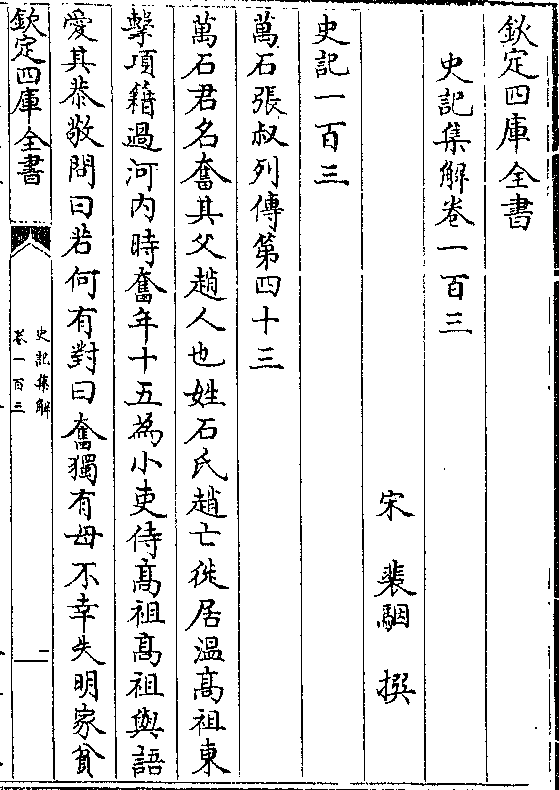 欽定四庫全書
史記集解卷一百三
宋 裴駰 撰
史記一百三
萬石張叔列傳第四十三
萬石君名奮其父趙人也姓石氏趙亡徙居溫高祖東
擊項籍過河内時奮年十五為小吏侍高祖高祖與語
愛其恭敬問曰若何有對曰奮獨有母不幸失明家貧
欽定四庫全書
史記集解
卷一百三
一